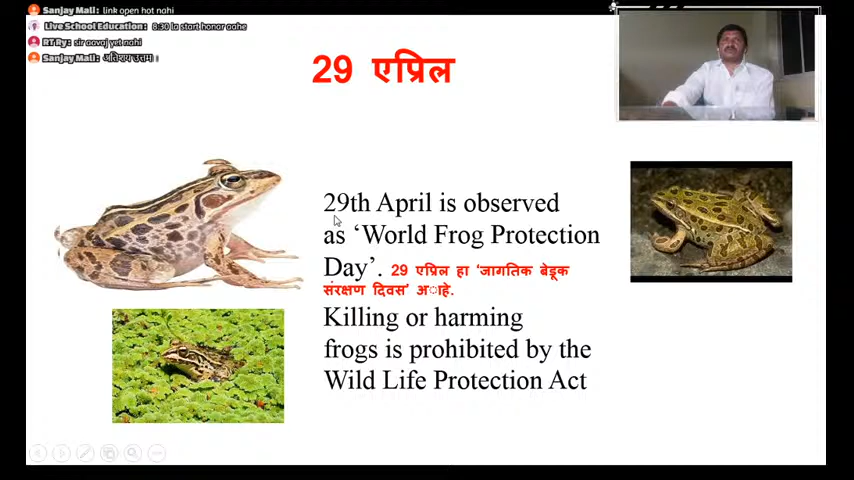 Sanjay Mali: link open hot nahi
Live School Education: 8:30 la start honar aahe
RT Ry: sir aavaj yet nahi
Sanjay Mali: अतिशय उत्तम ।
29 एप्रिल
29th April is observed
as ‘World Frog Protection
Day’. 29 एप्रिल हा ‘जागतिक बेडूक
संरक्षण दिवस’ अाहे.
Killing or harming
frogs is prohibited by the
Wild Life Protection Act